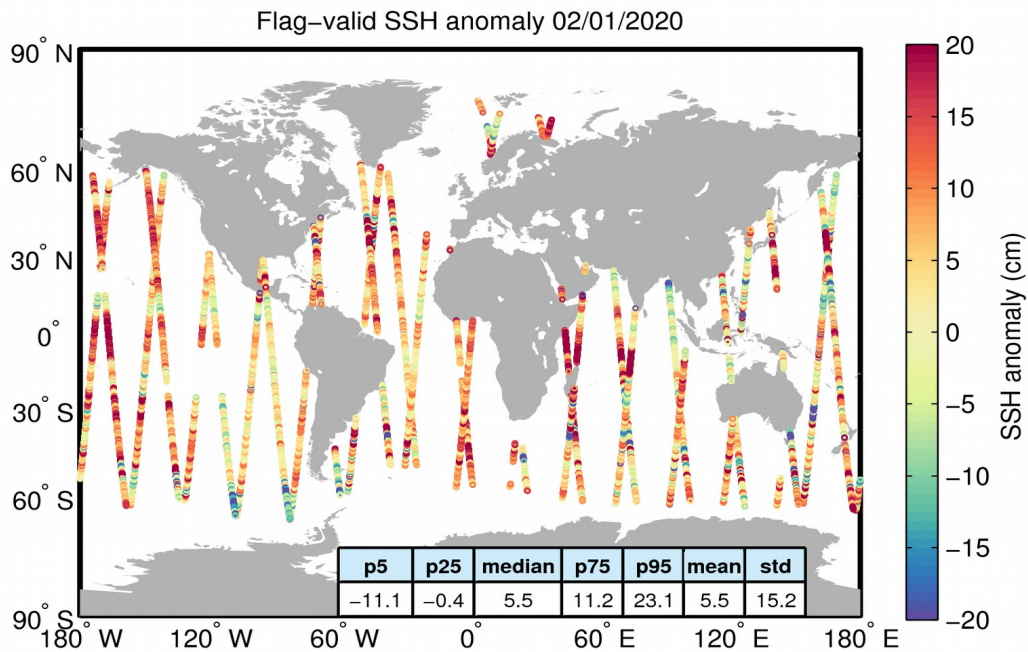 Flag−valid SSH anomaly 02/01/2020
90° N
60° N
30° N
0°
30° S
60° S
90° S
180° W
120° W
60° W
0°
60° E
120° E
180° E
p5 p25 median p75 p95 mean std
−11.1 −0.4 5.5 11.2 23.1 5.5 15.2
20
15
10
5
0
−5
−10
−15
−20
SSH anomaly (cm)